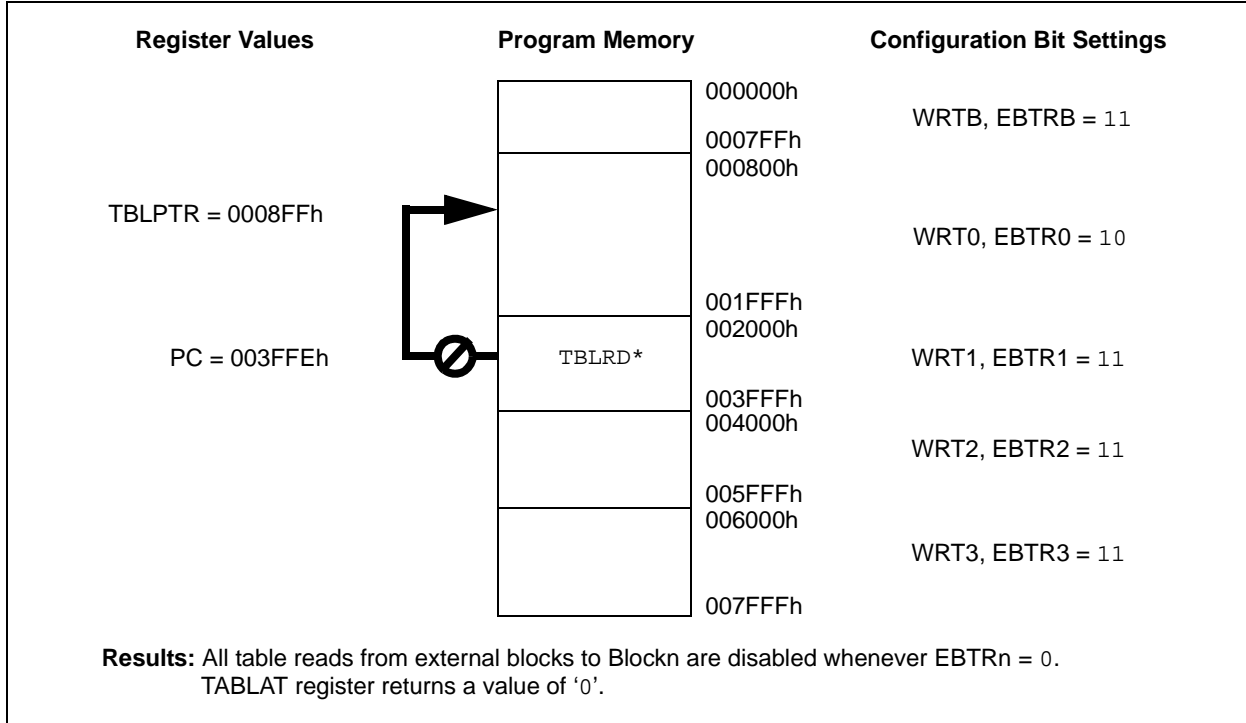 Register Values Program Memory Configuration Bit Settings
000000h
WRTB, EBTRB = 11
0007FFh
000800h
TBLPTR = 0008FFh
WRT0, EBTR0 = 10
001FFFh
002000h
PC = 003FFEh TBLRD* WRT1, EBTR1 = 11
003FFFh
004000h
WRT2, EBTR2 = 11
005FFFh
006000h
WRT3, EBTR3 = 11
007FFFh
Results: All table reads from external blocks to Blockn are disabled whenever EBTRn = 0.
TABLAT register returns a value of ‘0’.